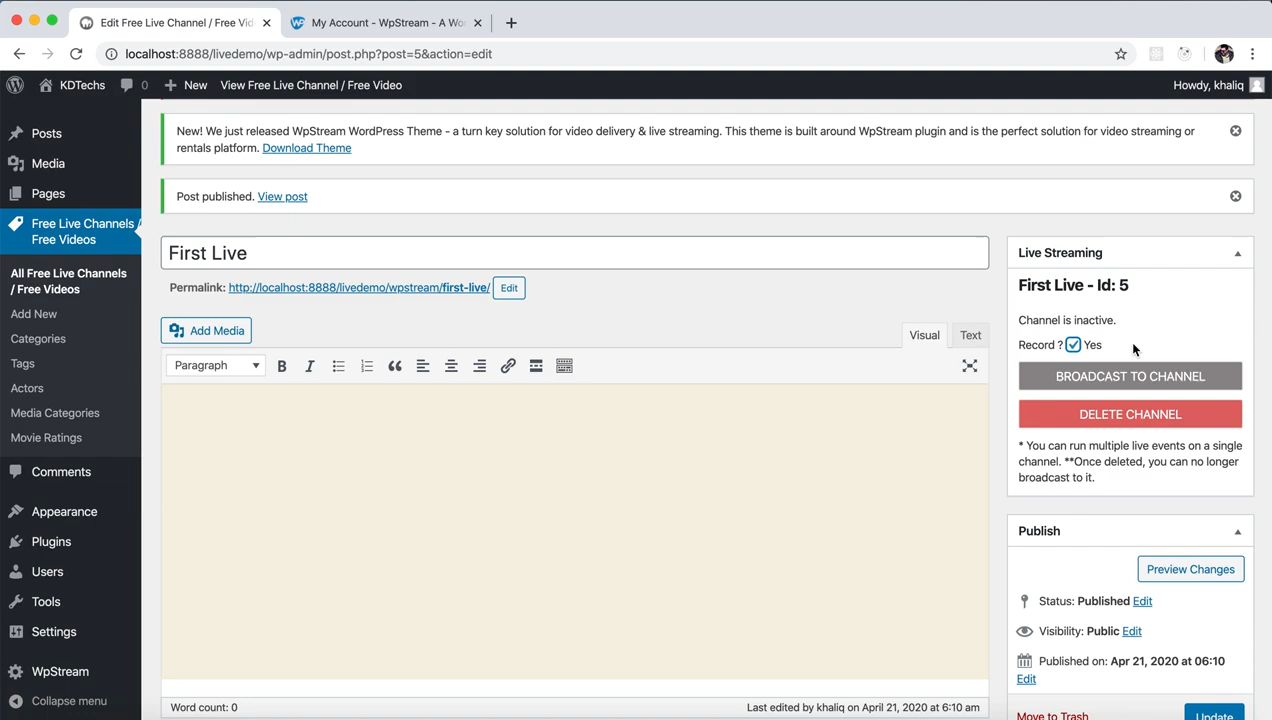 Edit Free Live Channel / Free Vid
My Account - WpStream - A Wo
localhost:8888/livedemo/wp-admin/post.php?post=5&action=edit
KDTechs
0
New
View Free Live Channel / Free Video
Howdy, khaliq
Posts
Media
Pages
Free Live Channels /
Free Videos
All Free Live Channels
/ Free Videos
Add New
Categories
Tags
Actors
Media Categories
Movie Ratings
Comments
Appearance
Plugins
Users
Tools
Settings
WpStream
Collapse menu
New! We just released WpStream WordPress Theme - a turn key solution for video delivery & live streaming. This theme is built around WpStream plugin and is the perfect solution for video streaming or
rentals platform. Download Theme
Post published. View post
First Live
Permalink: http://localhost:8888/livedemo/wpstream/first-live/ Edit
Add Media
Visual
Text
Paragraph
B
I
Word count: 0
Last edited by khaliq on April 21, 2020 at 6:10 am
Live Streaming
First Live - Id: 5
Channel is inactive.
Record ? Yes
BROADCAST TO CHANNEL
DELETE CHANNEL
* You can run multiple live events on a single
channel. **Once deleted, you can no longer
broadcast to it.
Publish
Preview Changes
Status: Published Edit
Visibility: Public Edit
Published on: Apr 21, 2020 at 06:10
Edit
Move to Trash
Update